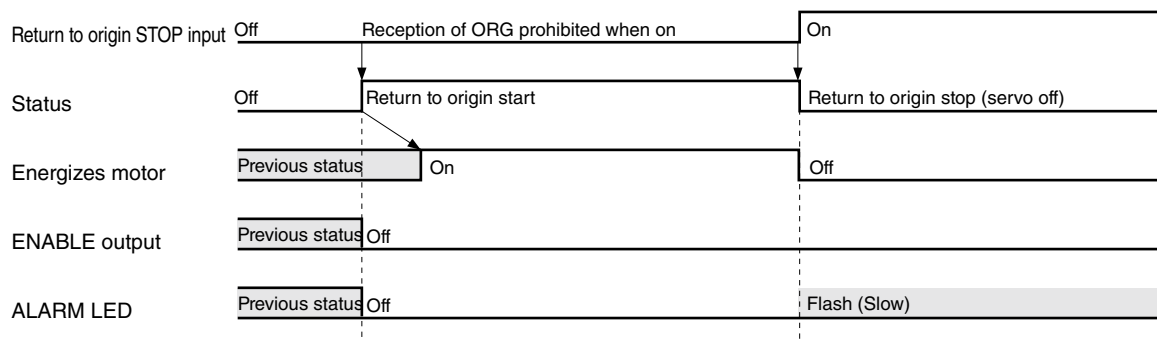 Return to origin STOP input Off Reception of ORG prohibited when on On
Status Off Return to origin start Return to origin stop (servo off)
Energizes motor Previous status On Off
ENABLE output Previous status Off
ALARM LED Previous status Off Flash (Slow)